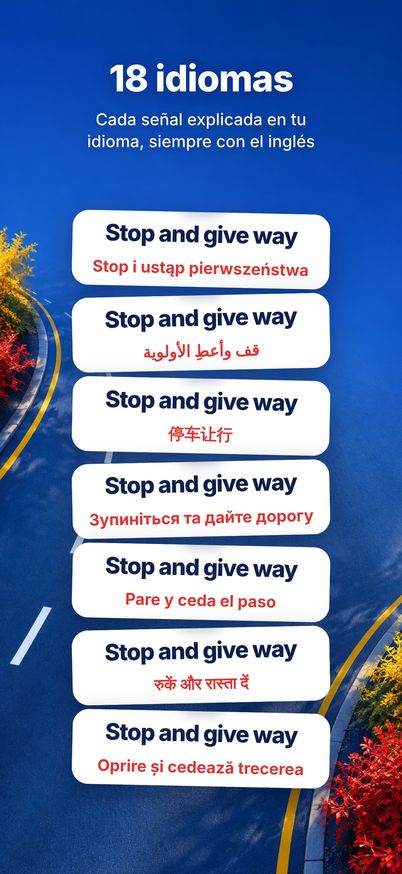 18 idiomas
Cada señal explicada en tu
idioma, siempre con el inglés
Stop and give way
Stop i ustąp pierwszeństwa
Stop and give way
قف وأعطِ الأولوية
Stop and give way
停车让行
Stop and give way
Зупиніться та дайте дорогу
Stop and give way
Pare y ceda el paso
Stop and give way
रुकें और रास्ता दें
Stop and give way
Oprire și cedează trecerea